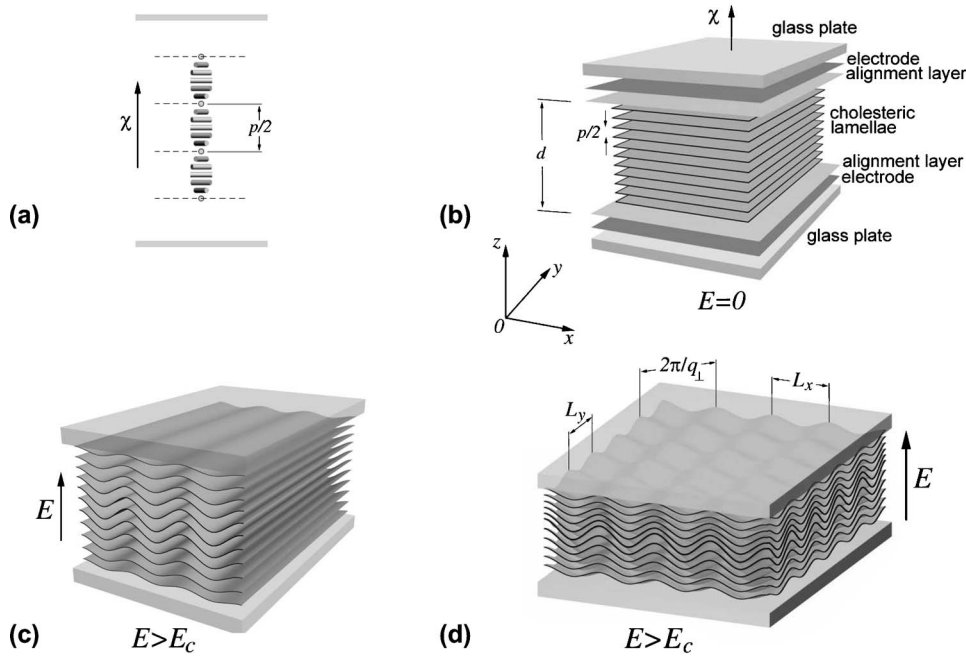 χ
p/2
(a)
χ
glass plate
electrode
alignment layer
cholesteric
lamellae
p/2
d
alignment layer
electrode
glass plate
(b)
E=0
z
y
0
x
E
(c)
E>E_c
2π/q_⊥
L_x
L_y
E
(d)
E>E_c